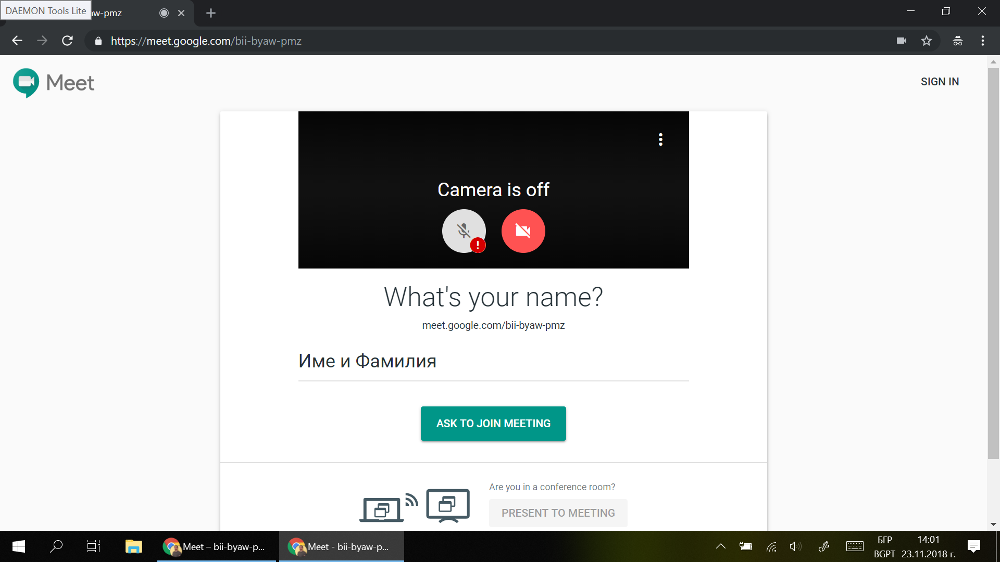 DAEMON Tools Lite
aw-pmz
https://meet.google.com/bii-byaw-pmz
Meet
SIGN IN
Camera is off
What's your name?
meet.google.com/bii-byaw-pmz
Име и Фамилия
ASK TO JOIN MEETING
Are you in a conference room?
PRESENT TO MEETING
Meet – bii-byaw-p...
Meet - bii-byaw-p...
БГР
BGPT
14:01
23.11.2018 г.